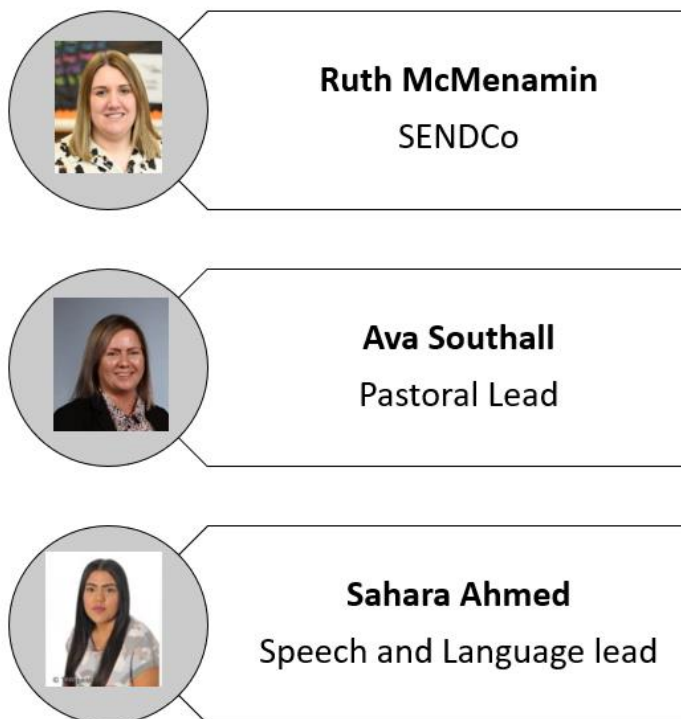 Ruth McMenamin
SENDCo
Ava Southall
Pastoral Lead
Sahara Ahmed
Speech and Language lead